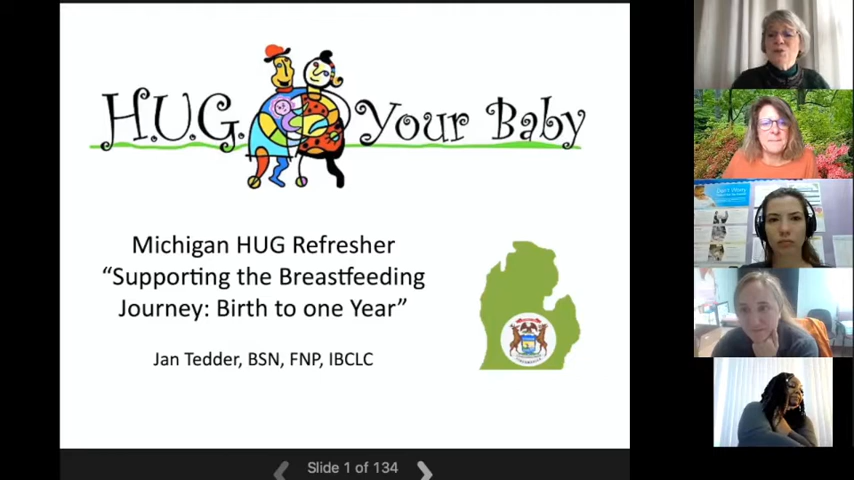 H.U.G. Your Baby
Michigan HUG Refresher
“Supporting the Breastfeeding
Journey: Birth to one Year”
Jan Tedder, BSN, FNP, IBCLC
Slide 1 of 134